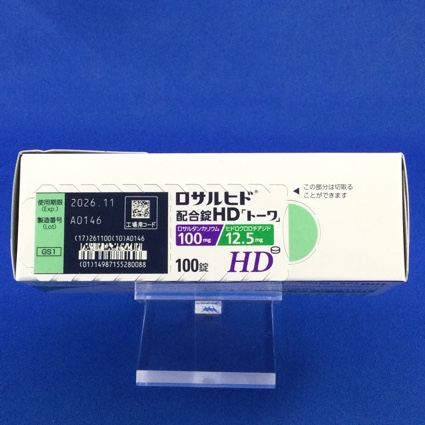 使用期限
(Exp.)
2026.11
製造番号
(Lot)
A0146
工場用コード
GS1
(17)261100(10)A0146
(01)14987155280088
ロサルヒド®
配合錠HD「トーワ」
ロサルタンカリウム
100mg
ヒドロクロロチアジド
12.5mg
100錠
HD
◀ この部分は切取る
ことができます